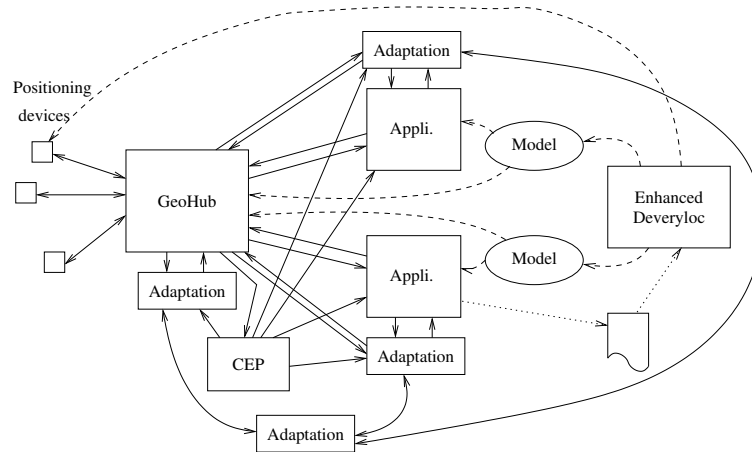 Adaptation
Positioning
devices
Appli.
Model
GeoHub
Enhanced
Deveryloc
Appli.
Model
Adaptation
CEP
Adaptation
Adaptation